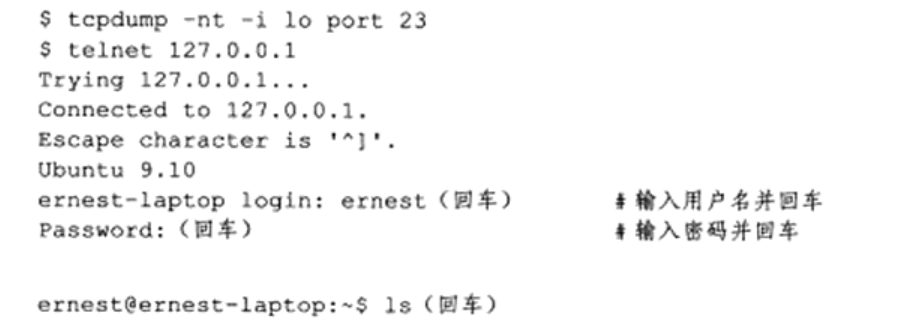 $ tcpdump -nt -i lo port 23
$ telnet 127.0.0.1
Trying 127.0.0.1...
Connected to 127.0.0.1.
Escape character is '^]'.
Ubuntu 9.10
ernest-laptop login: ernest（回车） # 输入用户名并回车
Password:（回车） # 输入密码并回车
ernest@ernest-laptop:~$ ls（回车）